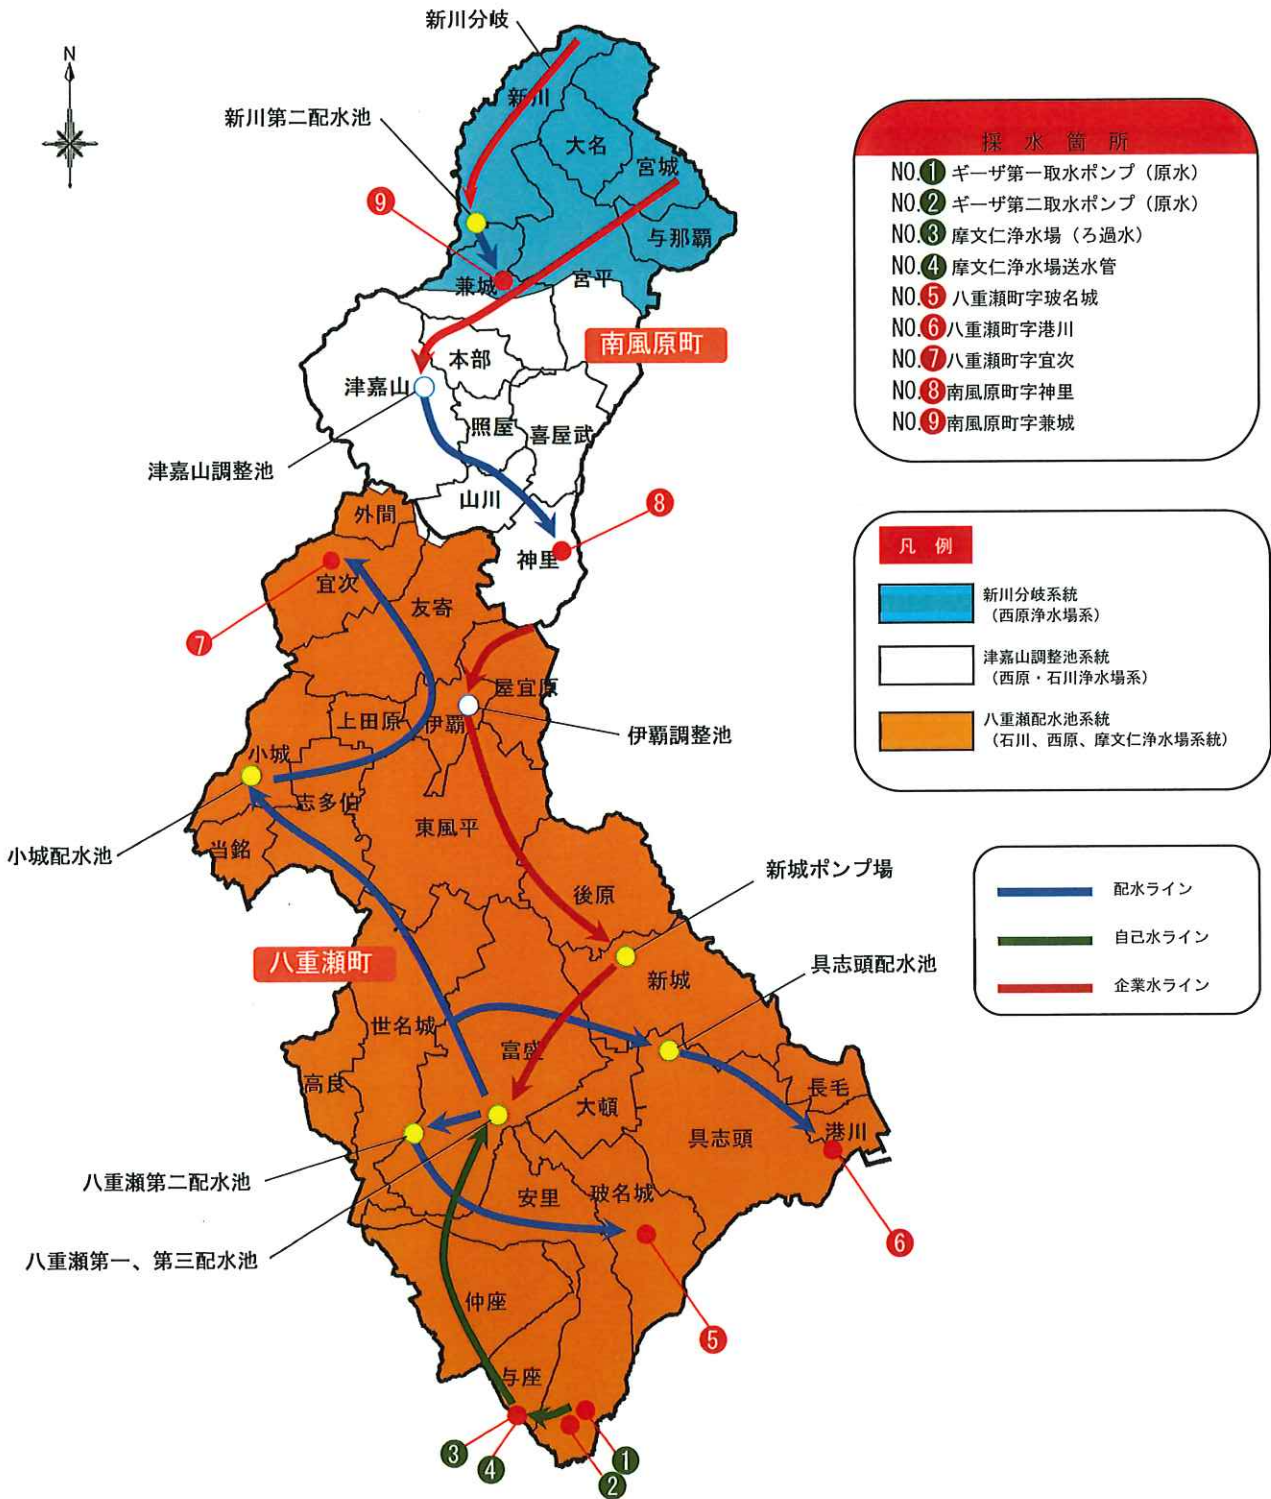 新川分岐
N
新川第二配水池
新川
大名
宮城
与那覇
宮平
兼城
9
南風原町
本部
津嘉山
照屋
喜屋武
津嘉山調整池
山川
8
神里
外間
宜次
友寄
7
屋宜原
上田原
伊覇
伊覇調整池
小城
志多伯
東風平
当銘
小城配水池
後原
新城ポンプ場
八重瀬町
新城
具志頭配水池
世名城
富盛
高良
大頓
長毛
具志頭
港川
八重瀬第二配水池
安里
玻名城
6
八重瀬第一、第三配水池
仲座
5
与座
3
4
1
2
採水箇所
NO.1 ギーザ第一取水ポンプ（原水）
NO.2 ギーザ第二取水ポンプ（原水）
NO.3 摩文仁浄水場（ろ過水）
NO.4 摩文仁浄水場送水管
NO.5 八重瀬町字玻名城
NO.6 八重瀬町字港川
NO.7 八重瀬町字宜次
NO.8 南風原町字神里
NO.9 南風原町字兼城
凡例
新川分岐系統
（西原浄水場系）
津嘉山調整池系統
（西原・石川浄水場系）
八重瀬配水池系統
（石川、西原、摩文仁浄水場系統）
配水ライン
自己水ライン
企業水ライン